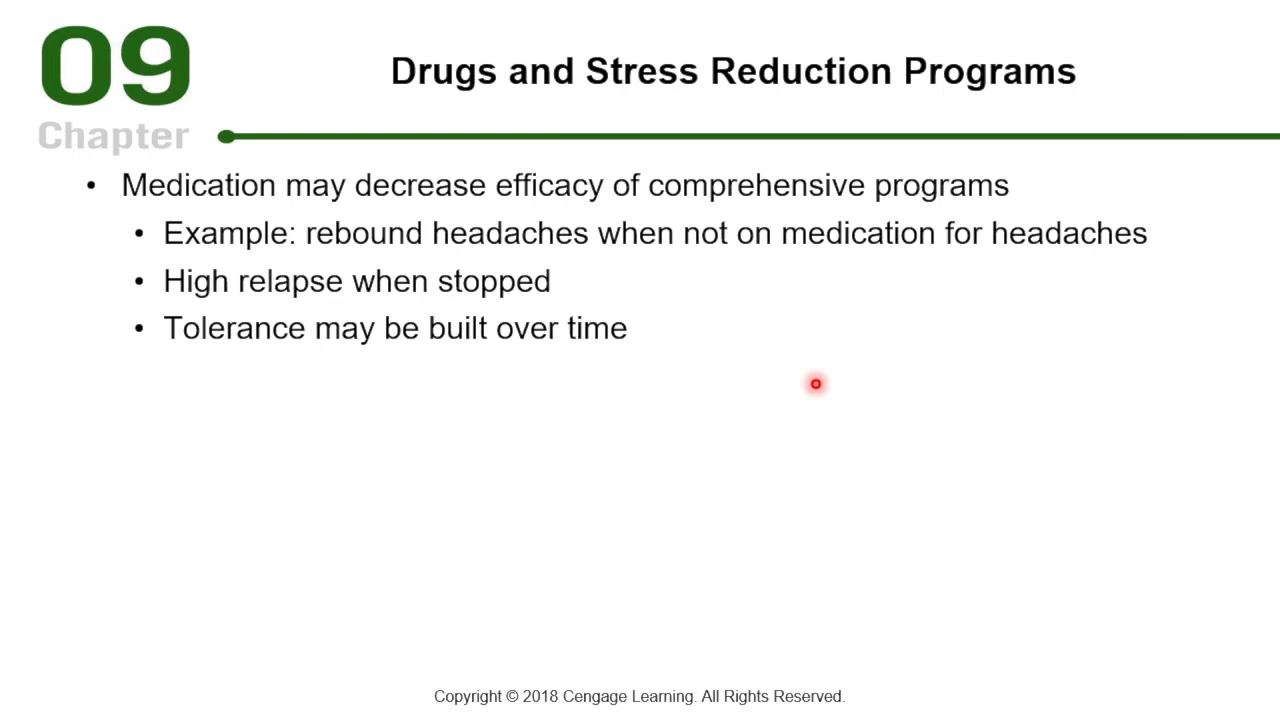 09
Chapter
Drugs and Stress Reduction Programs
• Medication may decrease efficacy of comprehensive programs
• Example: rebound headaches when not on medication for headaches
• High relapse when stopped
• Tolerance may be built over time
Copyright © 2018 Cengage Learning. All Rights Reserved.